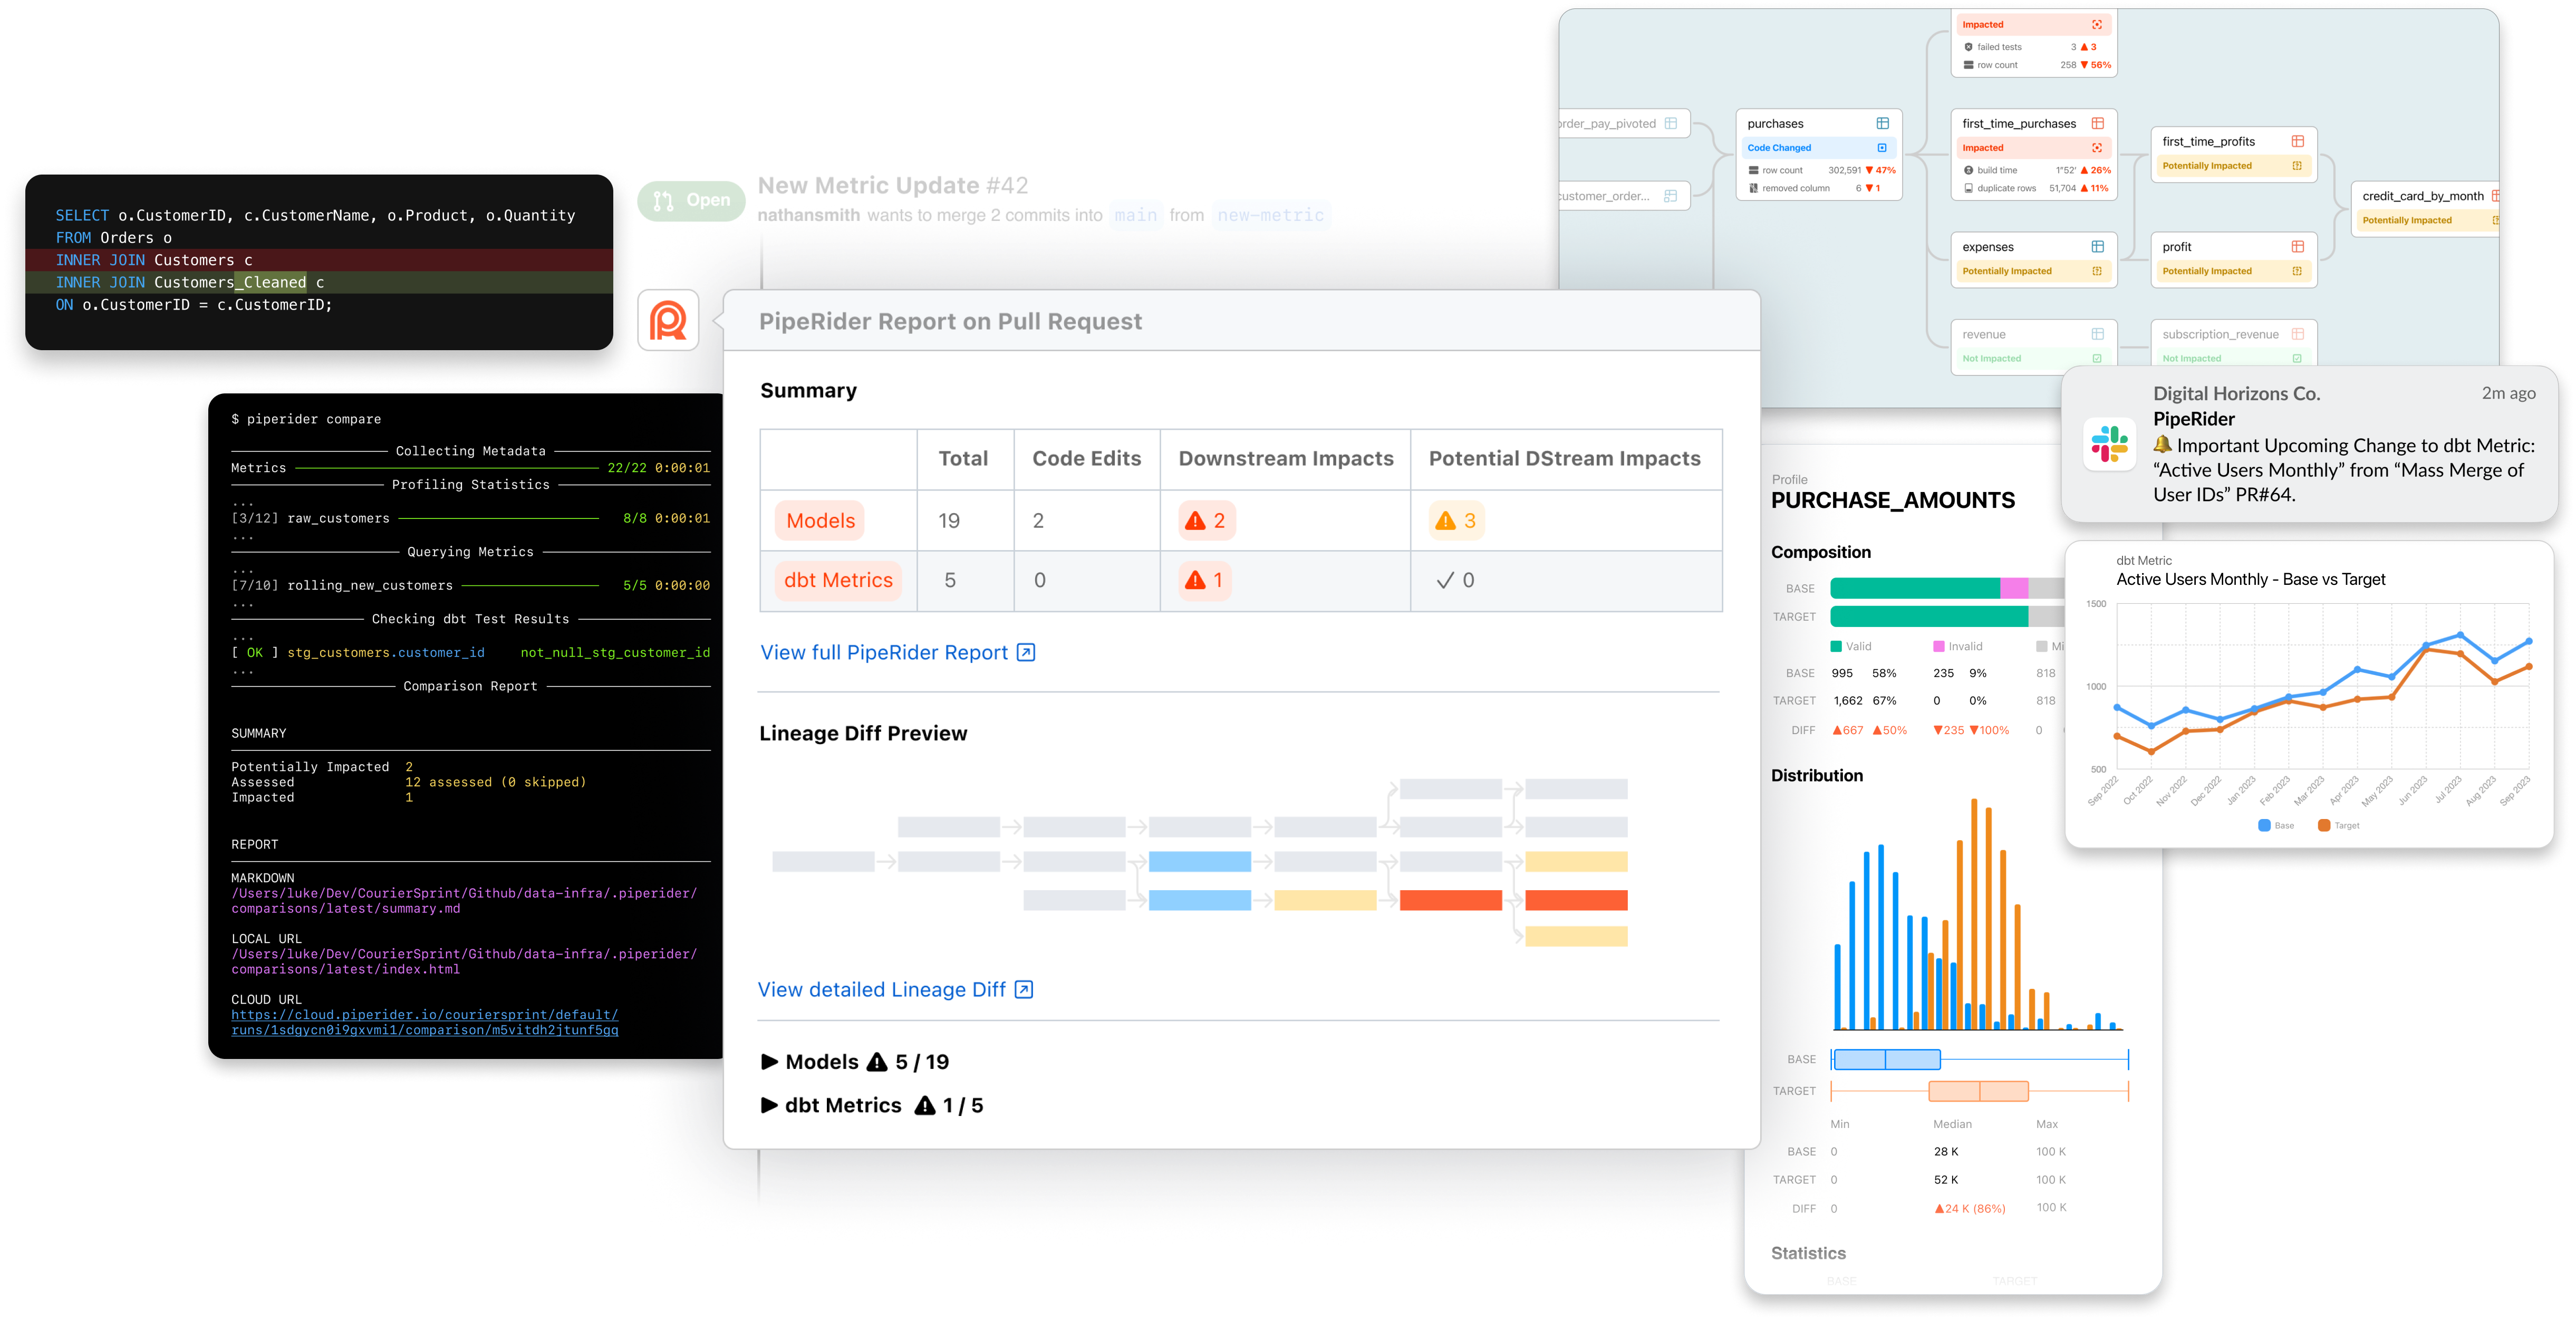 SELECT o.CustomerID, c.CustomerName, o.Product, o.Quantity
FROM Orders o
INNER JOIN Customers c
INNER JOIN Customers_Cleaned c
ON o.CustomerID = c.CustomerID;
Open
New Metric Update #42
nathansmith wants to merge 2 commits into main from new-metric
$ piperider compare
Collecting Metadata
Metrics 22/22 0:00:01
Profiling Statistics
...
[3/12] raw_customers 8/8 0:00:01
...
Querying Metrics
...
[7/10] rolling_new_customers 5/5 0:00:00
...
Checking dbt Test Results
...
[ OK ] stg_customers.customer_id not_null_stg_customer_id
...
Comparison Report
SUMMARY
Potentially Impacted 2
Assessed 12 assessed (0 skipped)
Impacted 1
REPORT
MARKDOWN
/Users/luke/Dev/CourierSprint/Github/data-infra/.piperider/
comparisons/latest/summary.md
LOCAL URL
/Users/luke/Dev/CourierSprint/Github/data-infra/.piperider/
comparisons/latest/index.html
CLOUD URL
https://cloud.piperider.io/couriersprint/default/
runs/1sdgycn0i9gxvmi1/comparison/m5vitdh2jtunf5gq
PipeRider Report on Pull Request
Summary
Total Code Edits Downstream Impacts Potential DStream Impacts
Models 19 2 2 3
dbt Metrics 5 0 1 ✓ 0
View full PipeRider Report
Lineage Diff Preview
View detailed Lineage Diff
▶ Models 5 / 19
▶ dbt Metrics 1 / 5
Impacted
failed tests 3 ▲ 3
row count 258 ▼ 56%
order_pay_pivoted
customer_order...
purchases
Code Changed
row count 302,591 ▼ 47%
removed column 6 ▼ 1
first_time_purchases
Impacted
build time 1"52' ▲ 26%
duplicate rows 51,704 ▲ 11%
first_time_profits
Potentially Impacted
credit_card_by_month
Potentially Impacted
expenses
Potentially Impacted
profit
Potentially Impacted
revenue
Not Impacted
subscription_revenue
Not Impacted
Digital Horizons Co. 2m ago
PipeRider
🔔 Important Upcoming Change to dbt Metric:
“Active Users Monthly” from “Mass Merge of
User IDs” PR#64.
Profile
PURCHASE_AMOUNTS
Composition
BASE
TARGET
Valid Invalid Mi
BASE 995 58% 235 9% 818
TARGET 1,662 67% 0 0% 818
DIFF ▲667 ▲50% ▼235 ▼100% 0
Distribution
BASE
TARGET
Min Median Max
BASE 0 28 K 100 K
TARGET 0 52 K 100 K
DIFF 0 ▲24 K (86%) 100 K
Statistics
BASE TARGET
dbt Metric
Active Users Monthly - Base vs Target
1500
1000
500
Sep 2022 Oct 2022 Nov 2022 Dec 2022 Jan 2023 Feb 2023 Mar 2023 Apr 2023 May 2023 Jun 2023 Jul 2023 Aug 2023 Sep 2023
Base Target